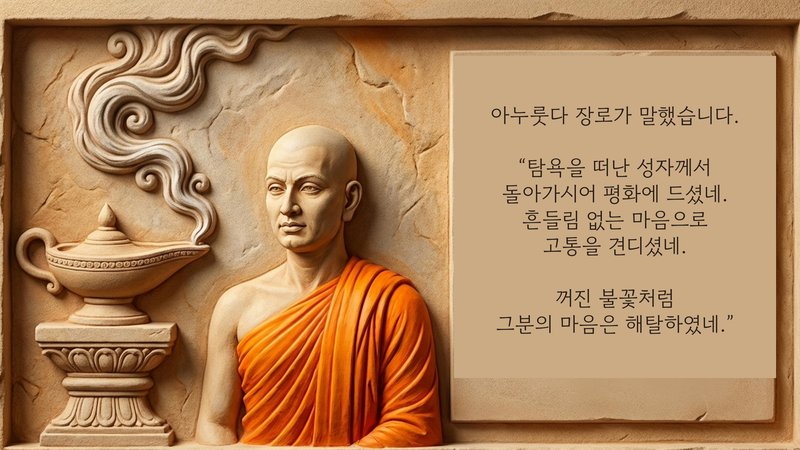 아누룻다 장로가 말했습니다.
“탐욕을 떠난 성자께서
돌아가시어 평화에 드셨네.
흔들림 없는 마음으로
고통을 견디셨네.
꺼진 불꽃처럼
그분의 마음은 해탈하였네.”